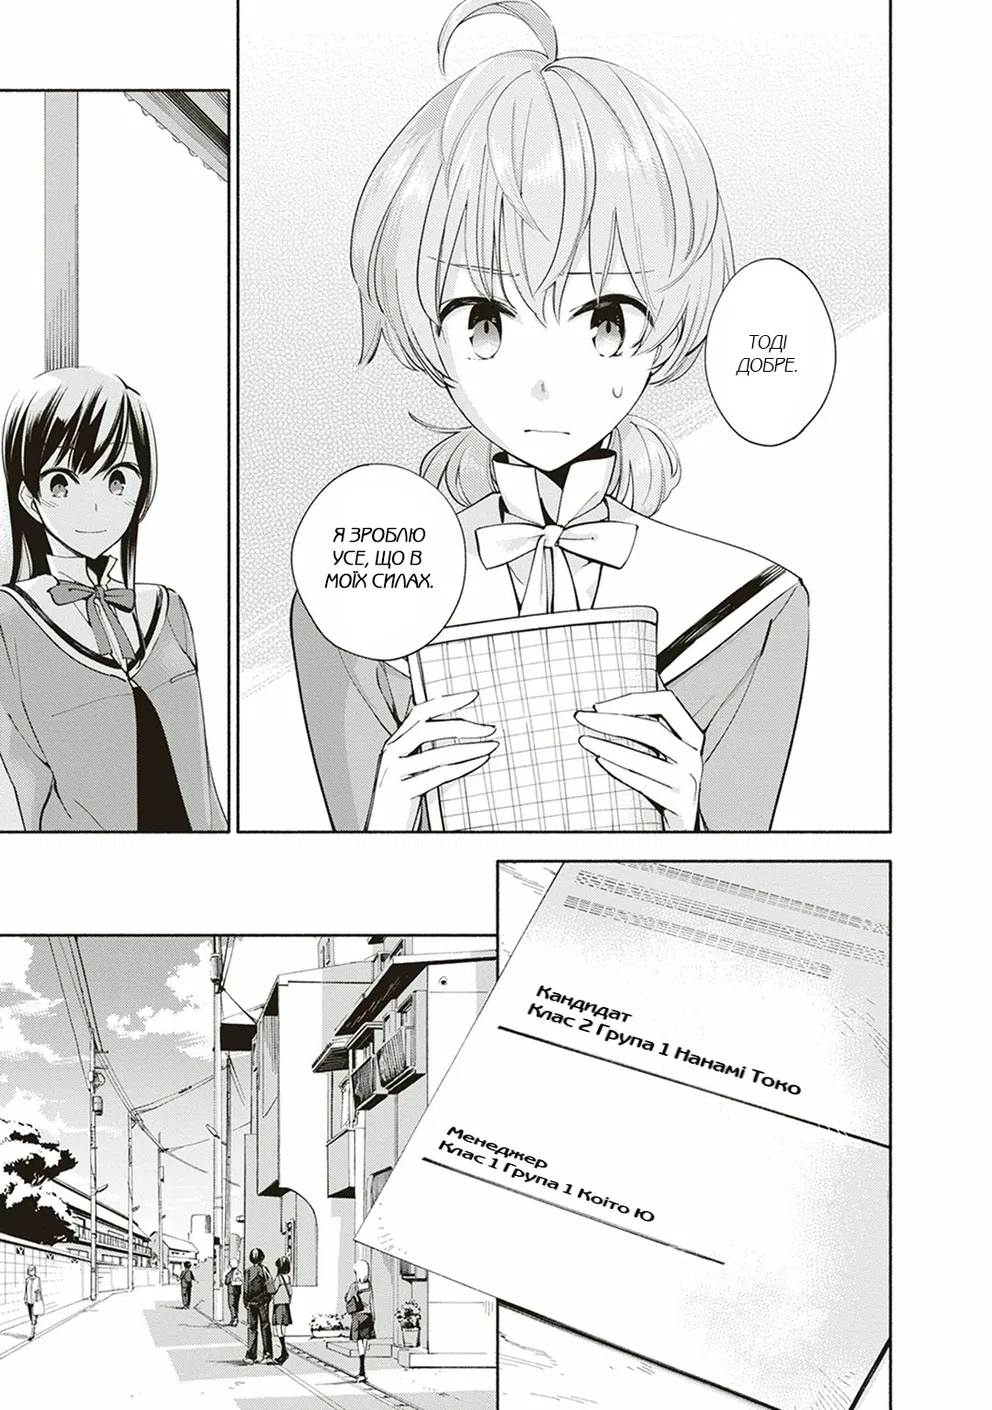 ТОДІ
ДОБРЕ.
Я ЗРОБЛЮ
УСЕ, ЩО В
МОЇХ СИЛАХ.
Кандидат
Клас 2 Група 1 Нанамі Токо
Менеджер
Клас 1 Група 1 Коіто Ю